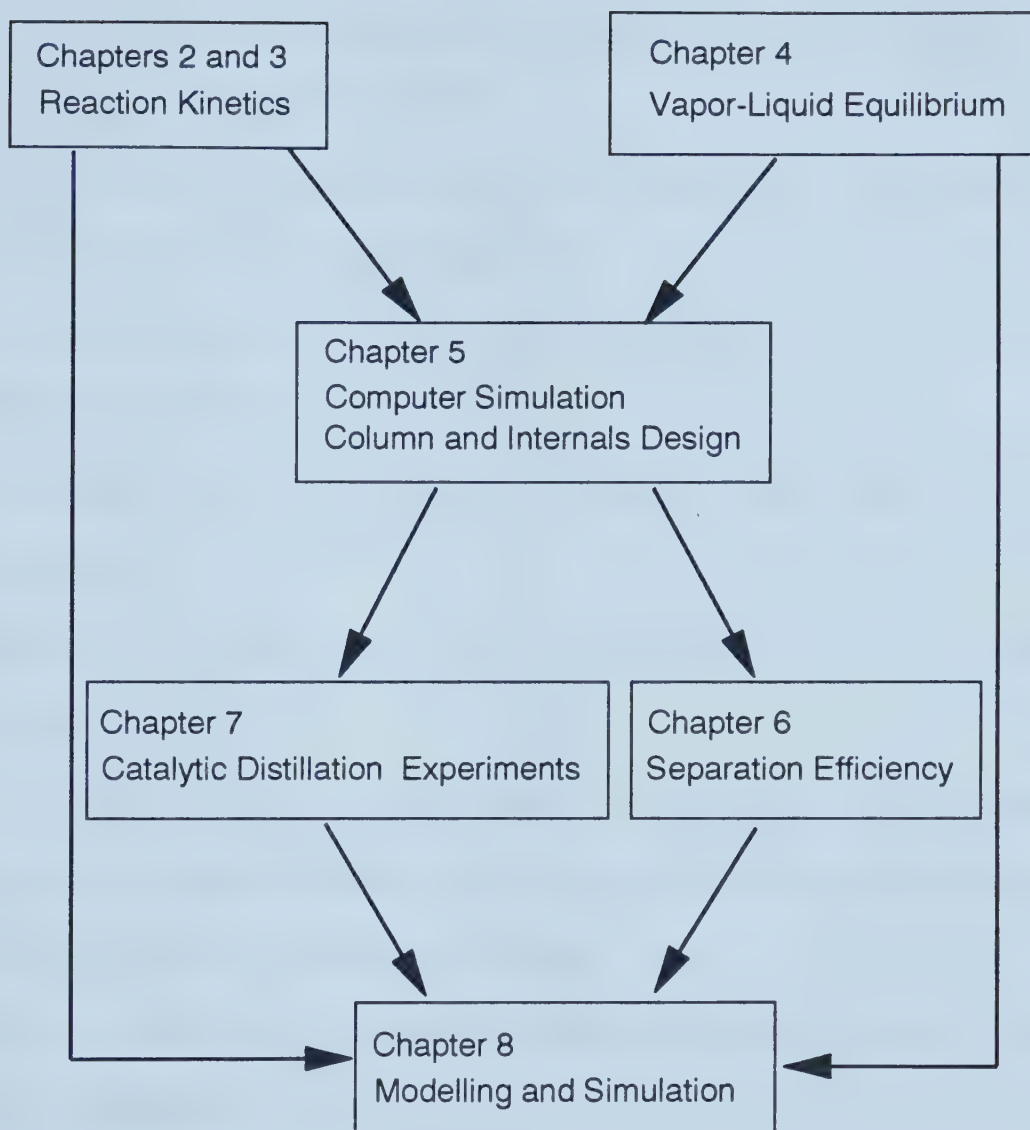 Chapters 2 and 3
Reaction Kinetics
Chapter 4
Vapor-Liquid Equilibrium
Chapter 5
Computer Simulation
Column and Internals Design
Chapter 7
Catalytic Distillation Experiments
Chapter 6
Separation Efficiency
Chapter 8
Modelling and Simulation